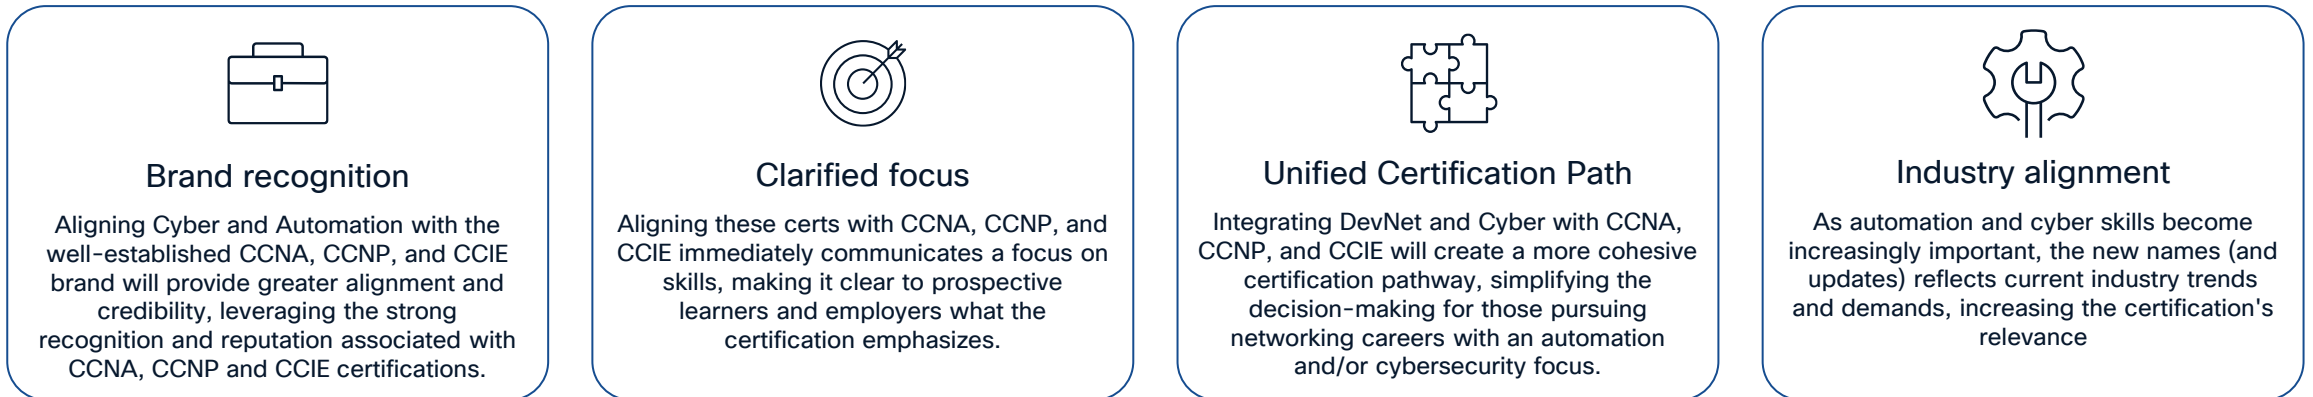 Brand recognition
Aligning Cyber and Automation with the
well-established CCNA, CCNP, and CCIE
brand will provide greater alignment and
credibility, leveraging the strong
recognition and reputation associated with
CCNA, CCNP and CCIE certifications.
Clarified focus
Aligning these certs with CCNA, CCNP, and
CCIE immediately communicates a focus on
skills, making it clear to prospective
learners and employers what the
certification emphasizes.
Unified Certification Path
Integrating DevNet and Cyber with CCNA,
CCNP, and CCIE will create a more cohesive
certification pathway, simplifying the
decision-making for those pursuing
networking careers with an automation
and/or cybersecurity focus.
Industry alignment
As automation and cyber skills become
increasingly important, the new names (and
updates) reflects current industry trends
and demands, increasing the certification's
relevance